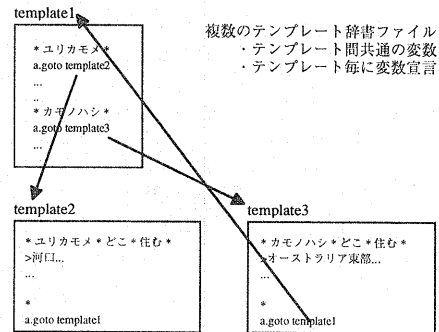 template1
複数のテンプレート辞書ファイル
・テンプレート間共通の変数
・テンプレート毎に変数宣言
*ユリカモメ*
a.goto template2
...
..
*カモノハシ*
a.goto template3
...
template2
*ユリカモメ*どこ*住む*
>河口...
...
*
a.goto template1
template3
*カモノハシ*どこ*住む*
>オーストラリア東部...
...
*
a.goto template1